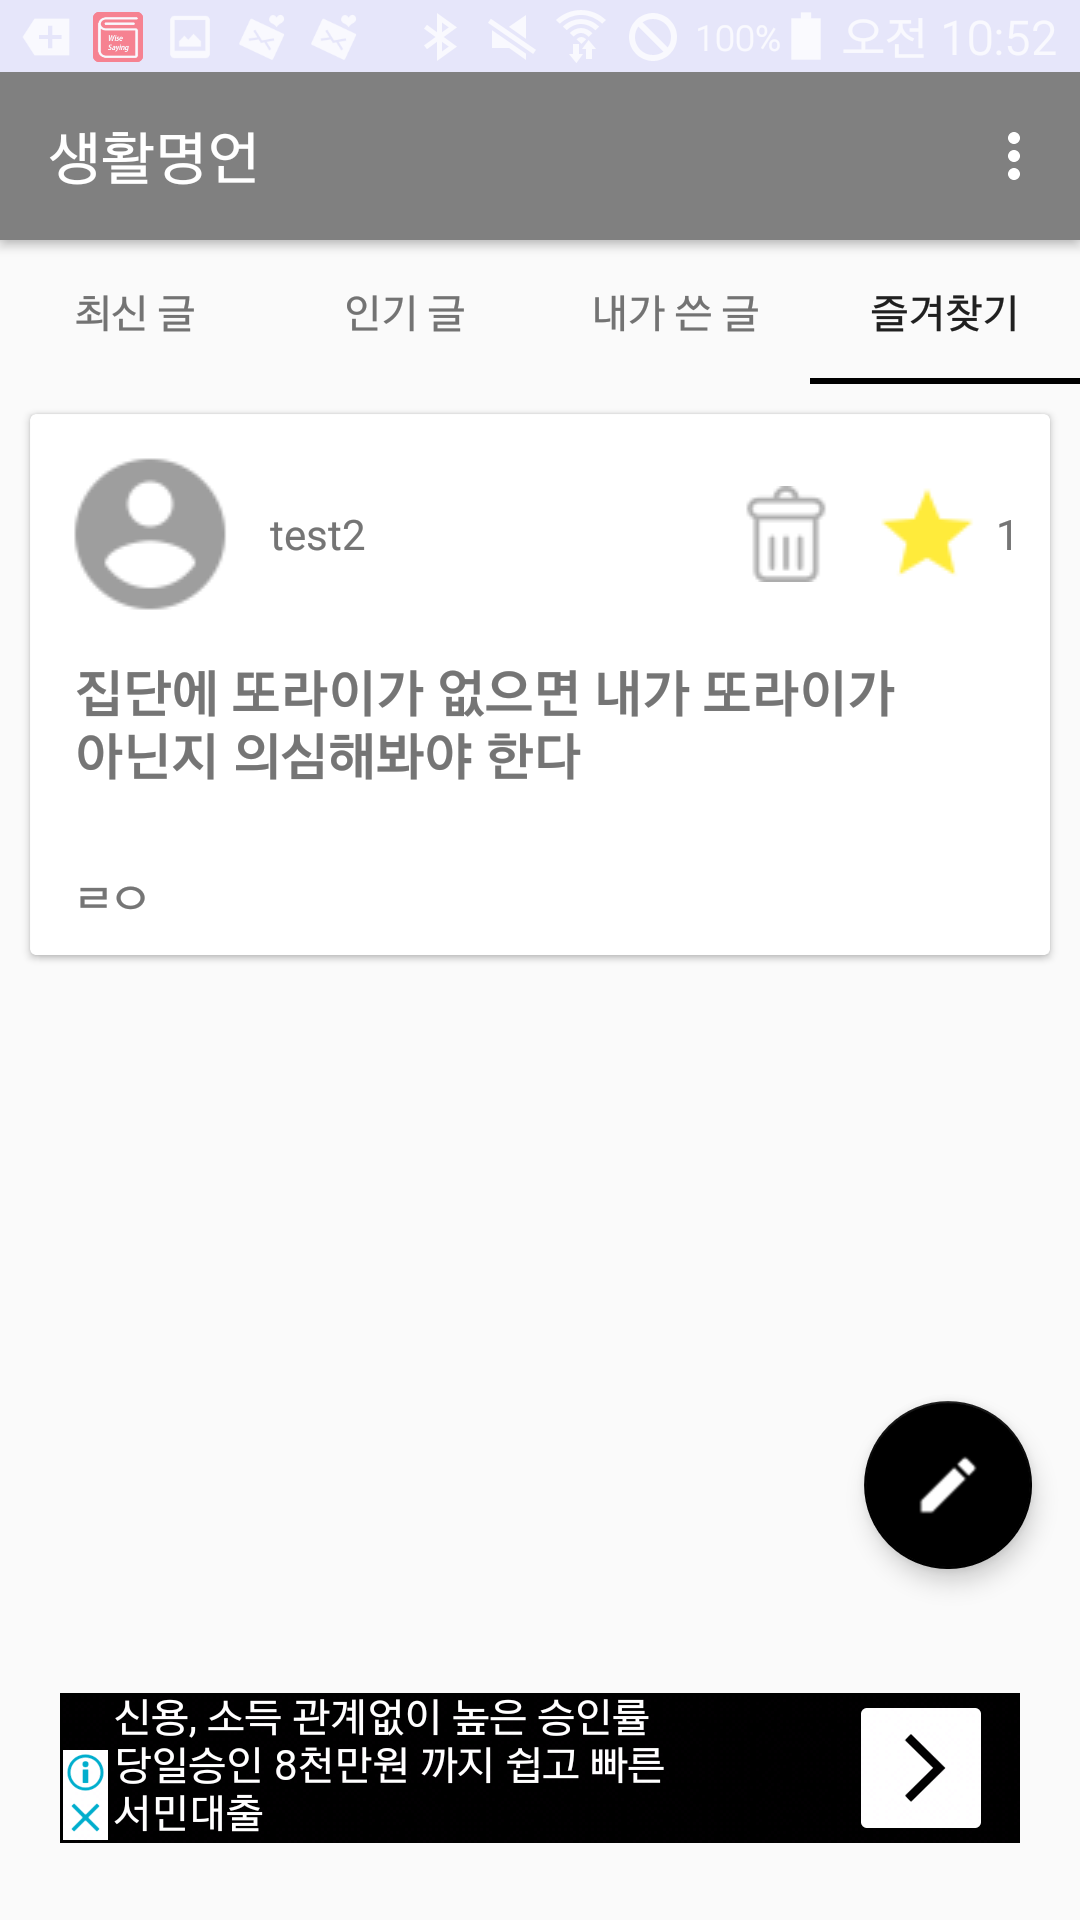 Wise Saying
100% 오전 10:52
생활명언
최신 글 인기 글 내가 쓴 글 즐겨찾기
test2 1
집단에 또라이가 없으면 내가 또라이가
아닌지 의심해봐야 한다
ㄹㅇ
신용, 소득 관계없이 높은 승인률
당일승인 8천만원 까지 쉽고 빠른
서민대출